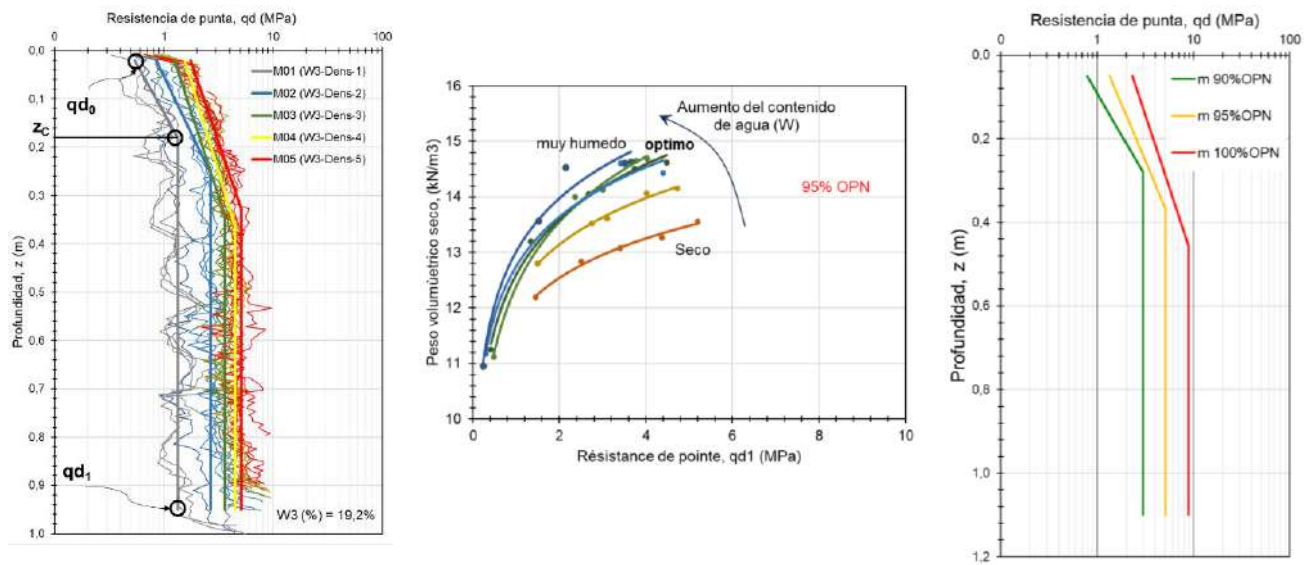 Resistencia de punta, qd (MPa)
0 1 10 100
0,0
0,1
0,2
0,3
0,4
0,5
0,6
0,7
0,8
0,9
1,0
Profundidad, z (m)
M01 (W3-Dens-1)
M02 (W3-Dens-2)
M03 (W3-Dens-3)
M04 (W3-Dens-4)
M05 (W3-Dens-5)
qd0
zC
qd1
W3 (%) = 19,2%
16
15
14
13
12
11
10
Peso volumúetrico seco, (kN/m3)
Aumento del contenido
de agua (W)
muy humedo
optimo
95% OPN
Seco
0 2 4 6 8 10
Résistance de pointe, qd1 (MPa)
Resistencia de punta, qd (MPa)
0 1 10 100
0,0
0,2
0,4
0,6
0,8
1,0
1,2
Profundidad, z (m)
m 90%OPN
m 95%OPN
m 100%OPN